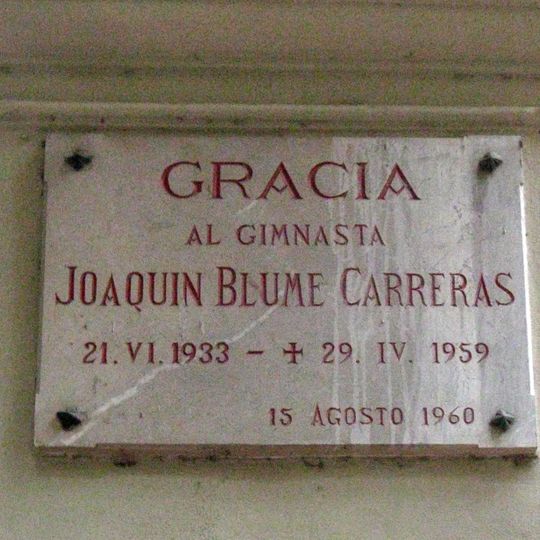 GRACIA
AL GIMNASTA
JOAQUIN BLUME CARRERAS
21. VI. 1933 – ✝ 29. IV. 1959
15 AGOSTO 1960